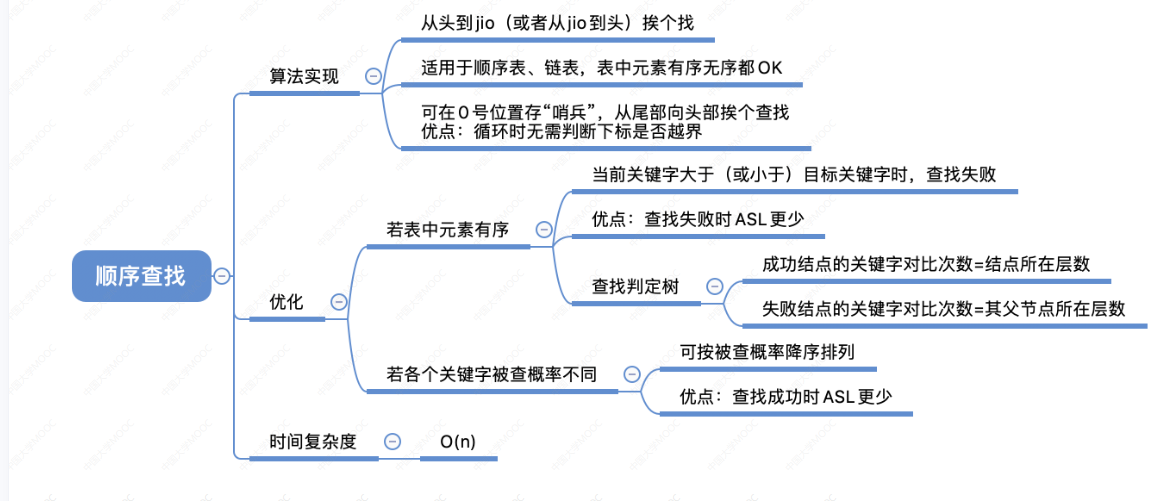 从头到jio（或者从jio到头）挨个找
算法实现
适用于顺序表、链表，表中元素有序无序都OK
可在0号位置存“哨兵”，从尾部向头部挨个查找
优点：循环时无需判断下标是否越界
当前关键字大于（或小于）目标关键字时，查找失败
若表中元素有序
优点：查找失败时ASL更少
顺序查找
优化
查找判定树
成功结点的关键字对比次数=结点所在层数
失败结点的关键字对比次数=其父节点所在层数
若各个关键字被查概率不同
可按被查概率降序排列
优点：查找成功时ASL更少
时间复杂度
O(n)
中国大学MOOC